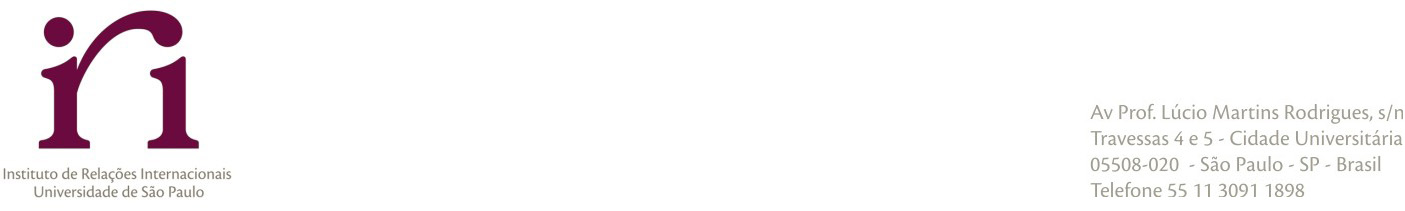 iri
Instituto de Relações Internacionais
Universidade de São Paulo
Av Prof. Lúcio Martins Rodrigues, s/n
Travessas 4 e 5 - Cidade Universitária
05508-020 - São Paulo - SP - Brasil
Telefone 55 11 3091 1898